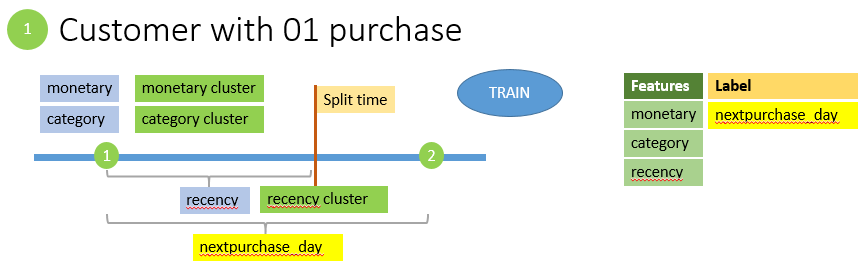 1 Customer with 01 purchase
monetary monetary cluster
category category cluster
Split time
TRAIN
1 2
recency recency cluster
nextpurchase_day
Features Label
monetary nextpurchase_day
category
recency